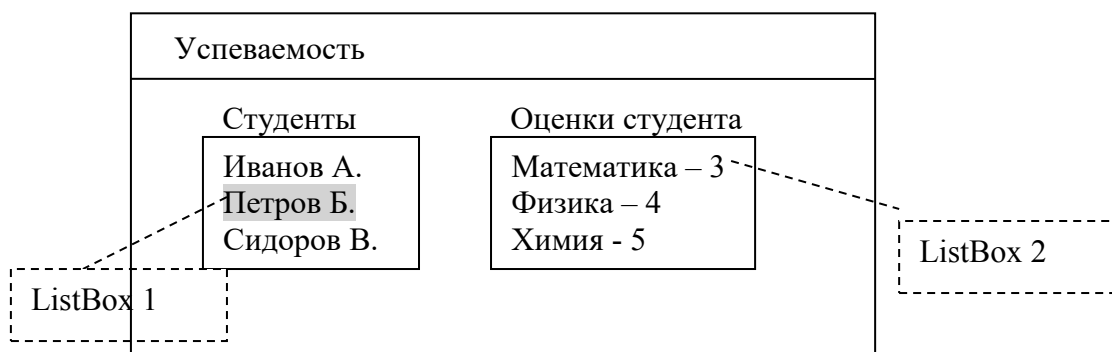 Успеваемость
Студенты
Иванов А.
Петров Б.
Сидоров В.
Оценки студента
Математика – 3
Физика – 4
Химия - 5
ListBox 1
ListBox 2